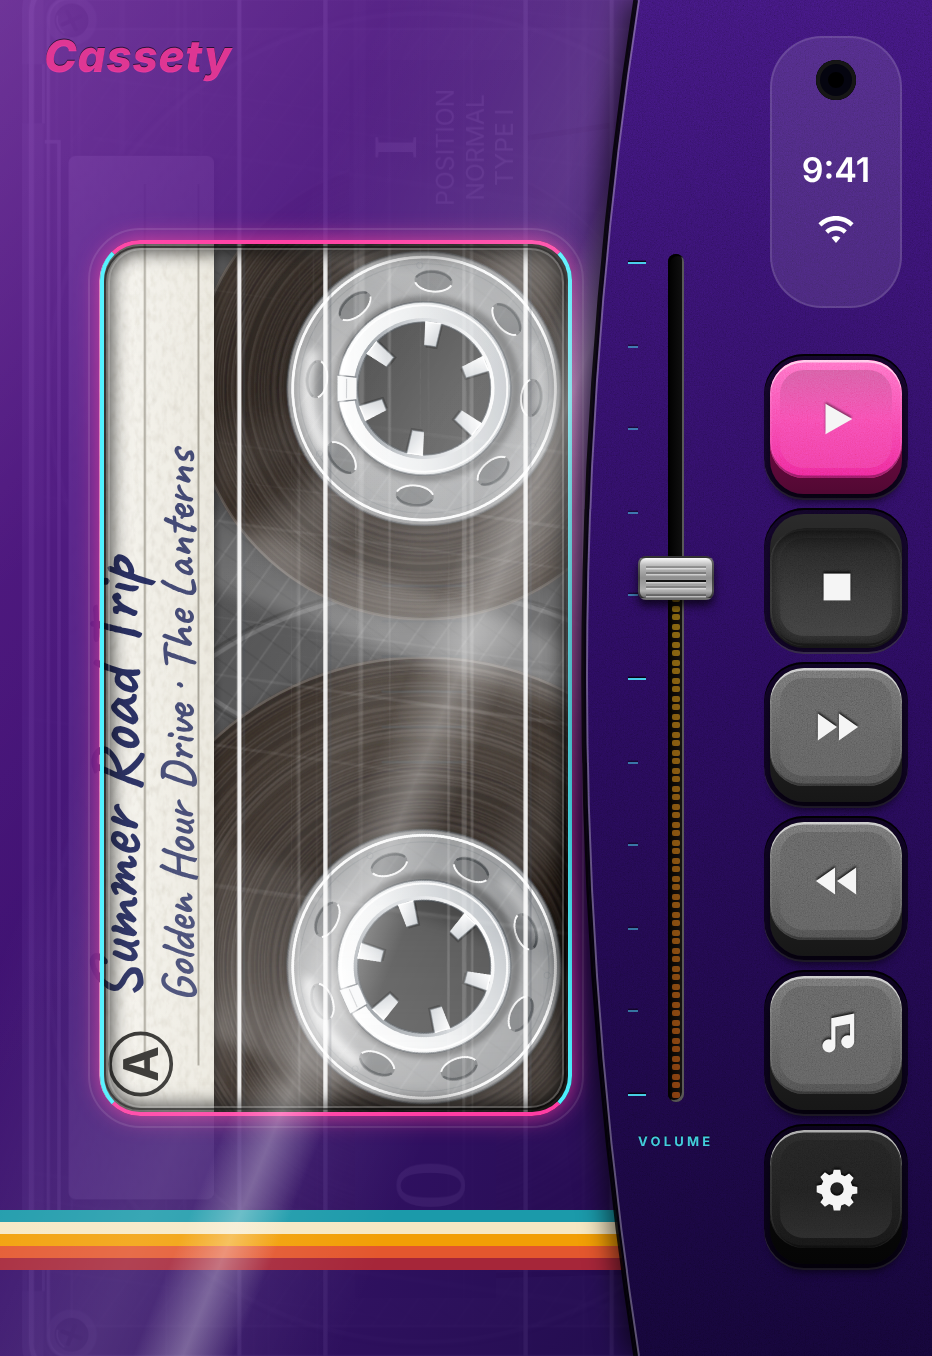 Cassety
I
POSITION
NORMAL
TYPE I
9:41
Summer Road Trip
Golden Hour Drive · The Lanterns
A
VOLUME